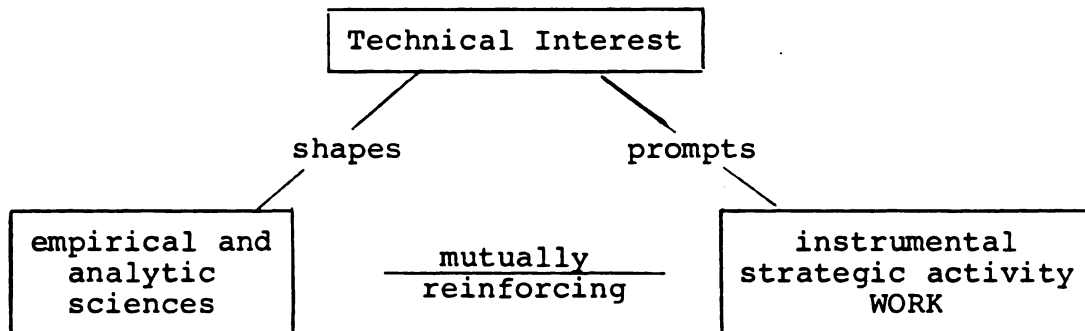 Technical Interest
shapes
prompts
empirical and
analytic
sciences
mutually
reinforcing
instrumental
strategic activity
WORK